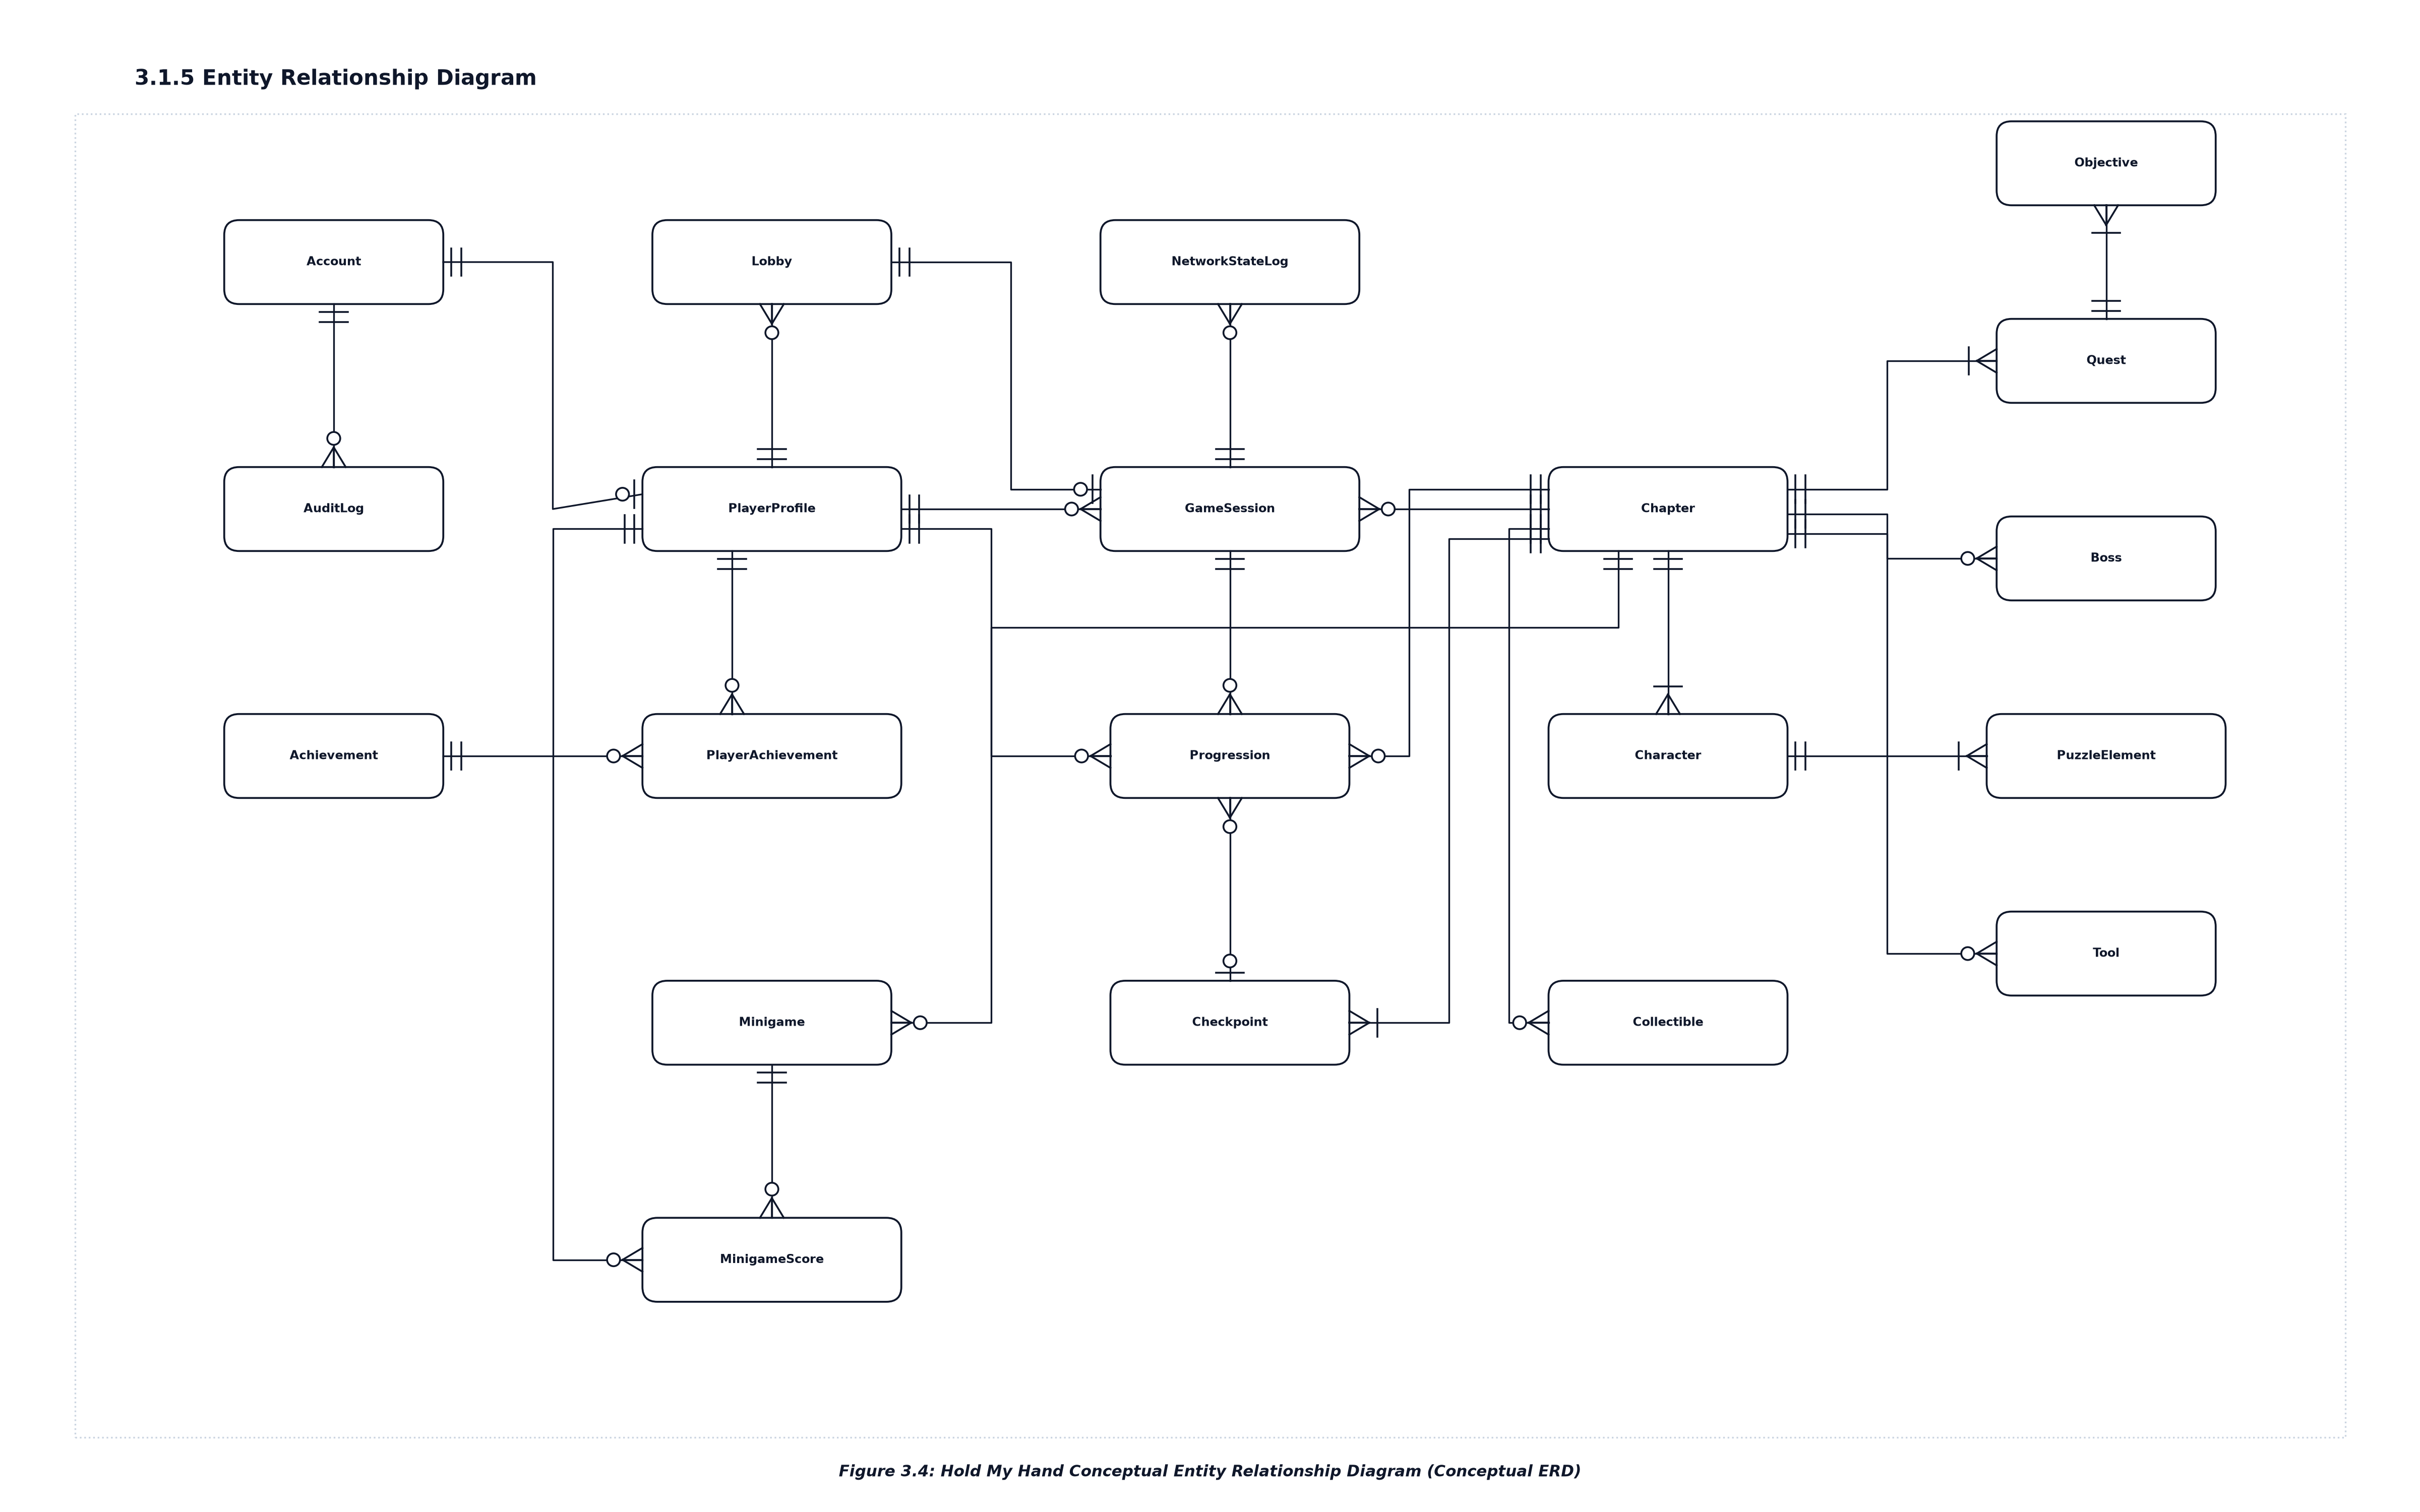 3.1.5 Entity Relationship Diagram
Objective
Account
Lobby
NetworkStateLog
Quest
AuditLog
PlayerProfile
GameSession
Chapter
Boss
Achievement
PlayerAchievement
Progression
Character
PuzzleElement
Tool
Minigame
Checkpoint
Collectible
MinigameScore
Figure 3.4: Hold My Hand Conceptual Entity Relationship Diagram (Conceptual ERD)